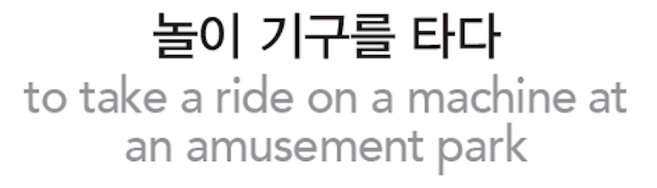 놀이 기구를 타다
to take a ride on a machine at
an amusement park